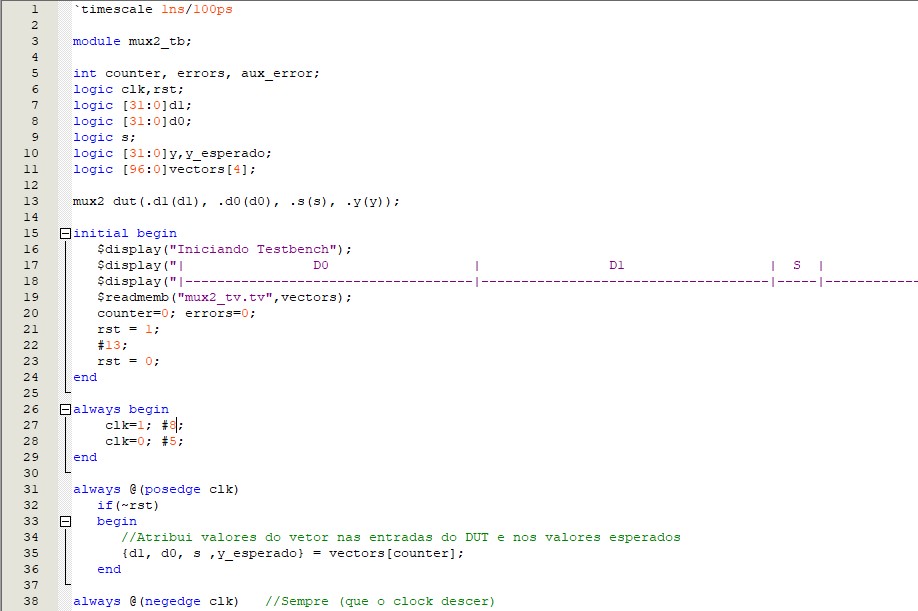 1 `timescale 1ns/100ps
2
3 module mux2_tb;
4
5 int counter, errors, aux_error;
6 logic clk,rst;
7 logic [31:0]d1;
8 logic [31:0]d0;
9 logic s;
10 logic [31:0]y,y_esperado;
11 logic [96:0]vectors[4];
12
13 mux2 dut(.d1(d1), .d0(d0), .s(s), .y(y));
14
15 initial begin
16 $display("Iniciando Testbench");
17 $display("| D0 | D1 | S |
18 $display("|------------------------------------|------------------------------------|-----|------------
19 $readmemb("mux2_tv.tv",vectors);
20 counter=0; errors=0;
21 rst = 1;
22 #13;
23 rst = 0;
24 end
25
26 always begin
27 clk=1; #8;
28 clk=0; #5;
29 end
30
31 always @(posedge clk)
32 if(~rst)
33 begin
34 //Atribui valores do vetor nas entradas do DUT e nos valores esperados
35 {d1, d0, s ,y_esperado} = vectors[counter];
36 end
37
38 always @(negedge clk) //Sempre (que o clock descer)